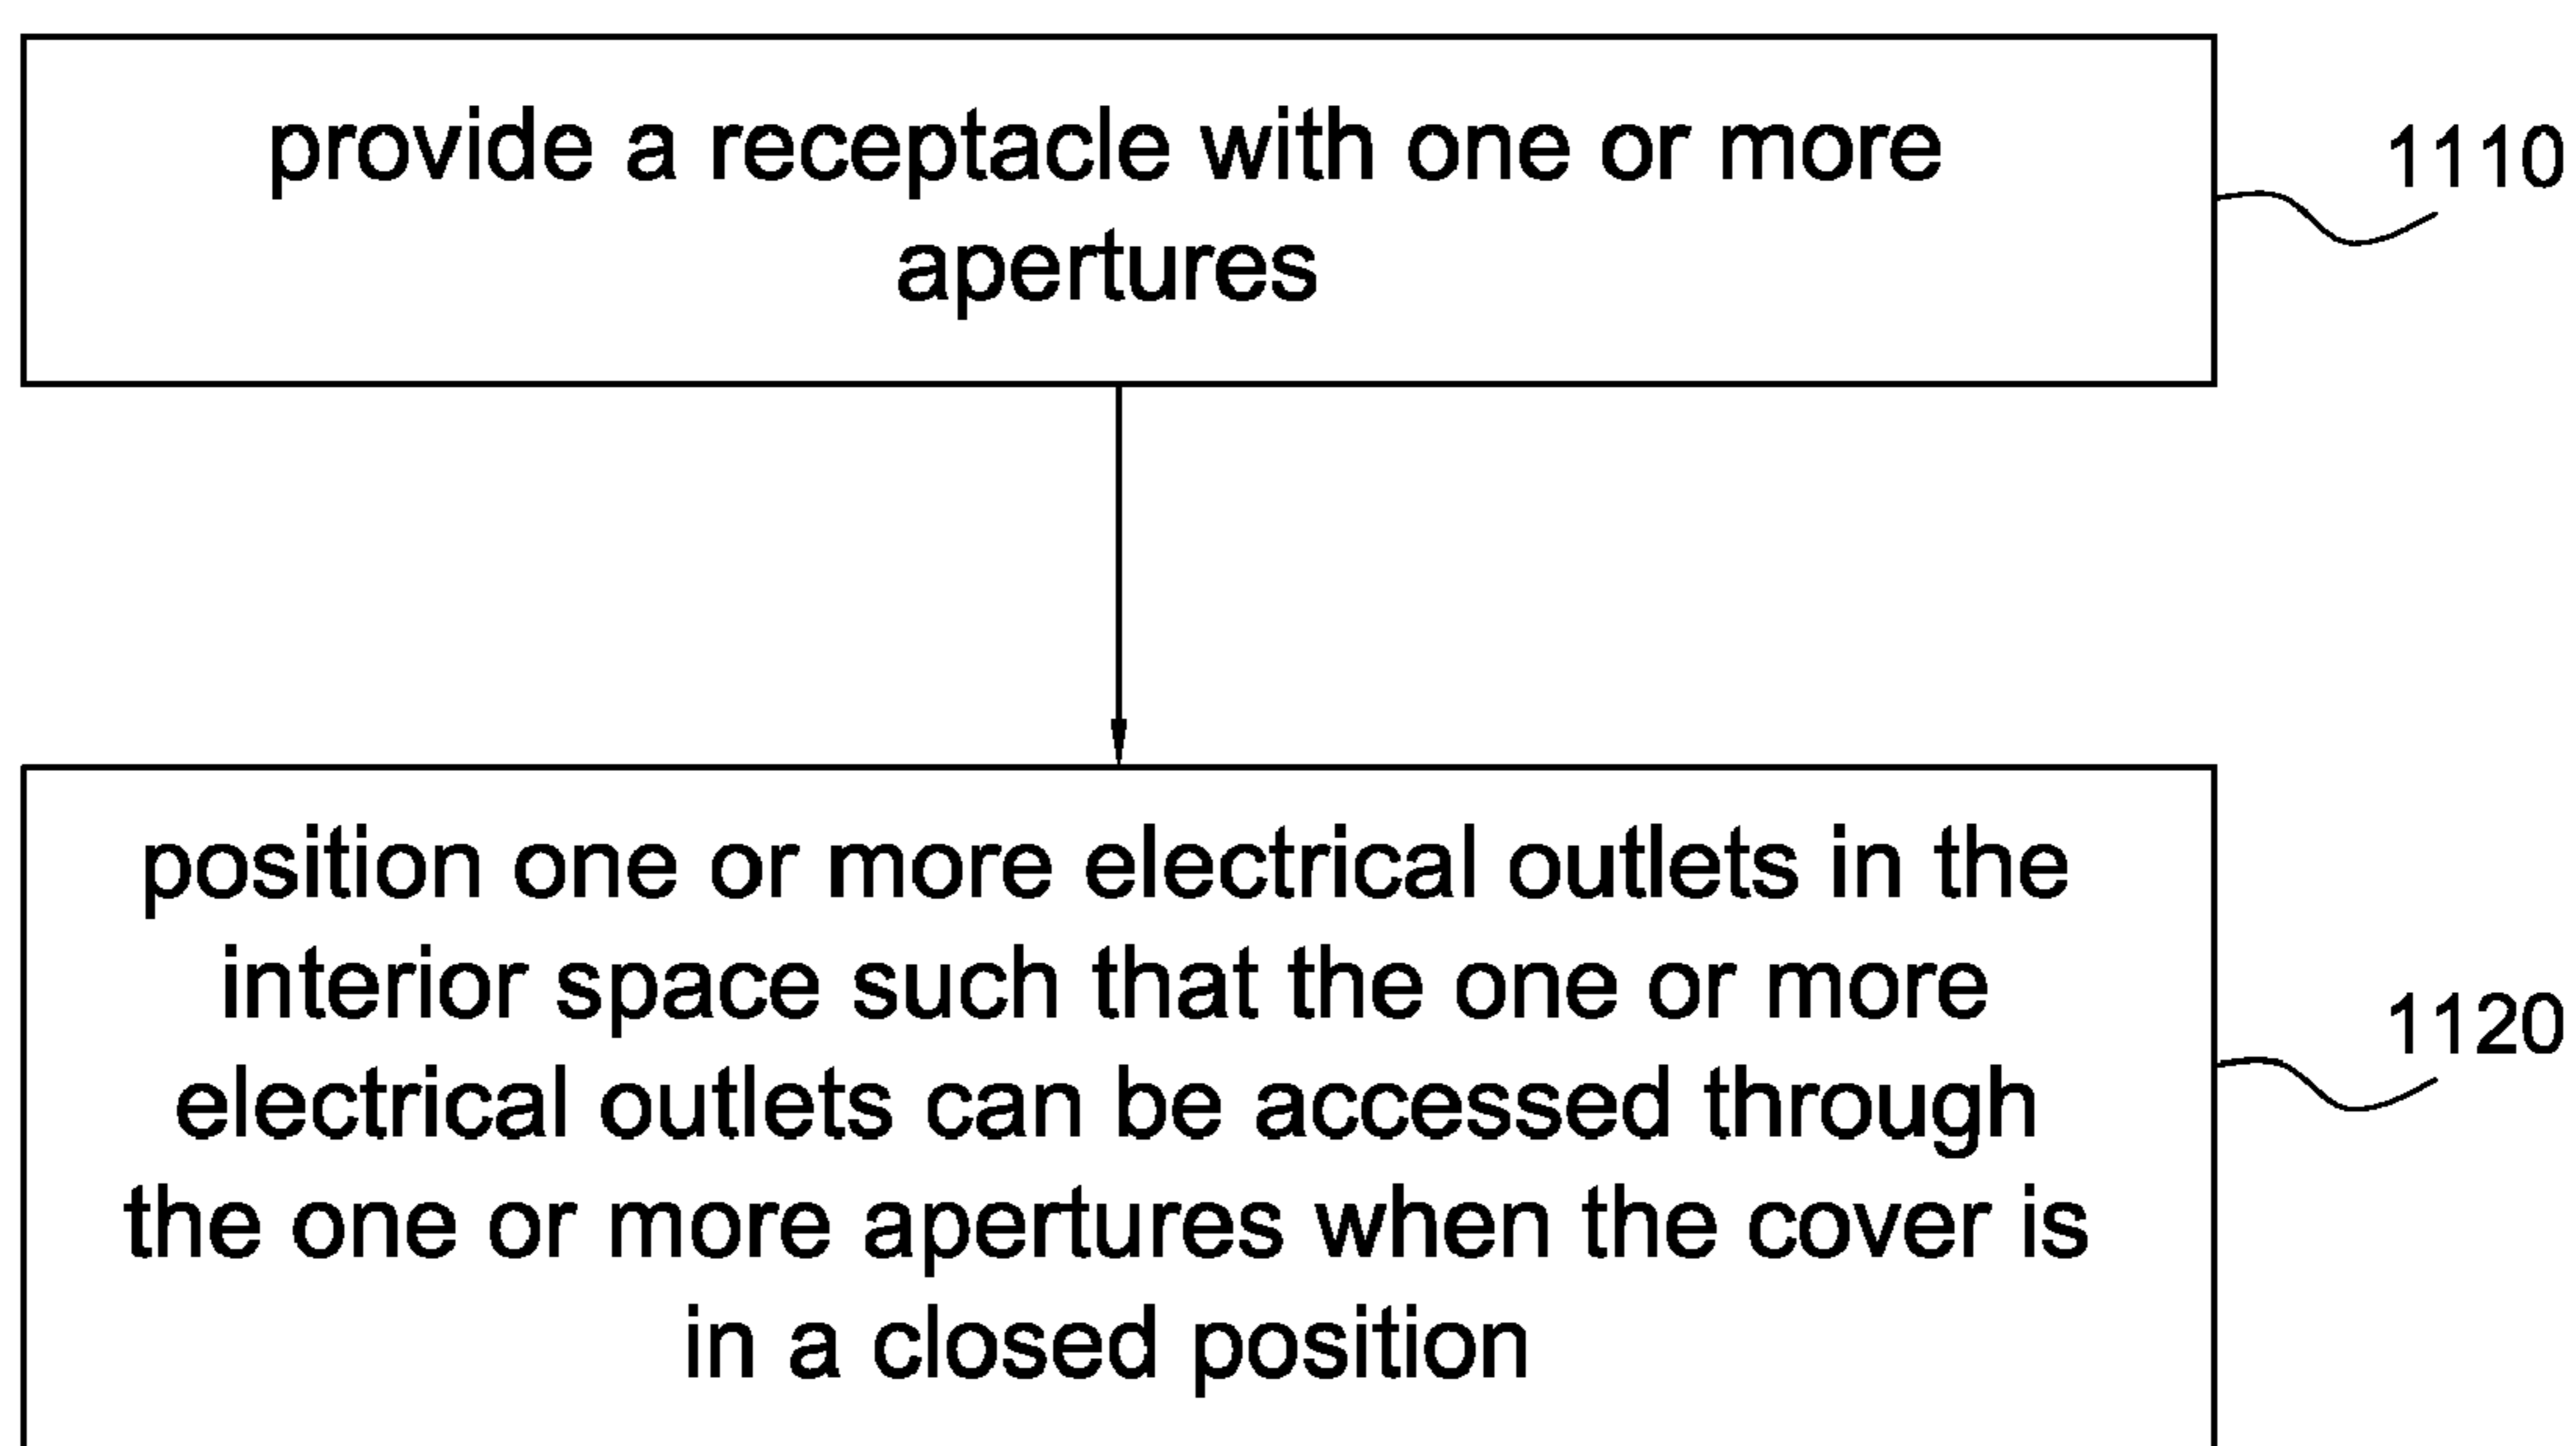 provide a receptacle with one or more
apertures
1110
position one or more electrical outlets in the
interior space such that the one or more
electrical outlets can be accessed through
the one or more apertures when the cover is
in a closed position
1120